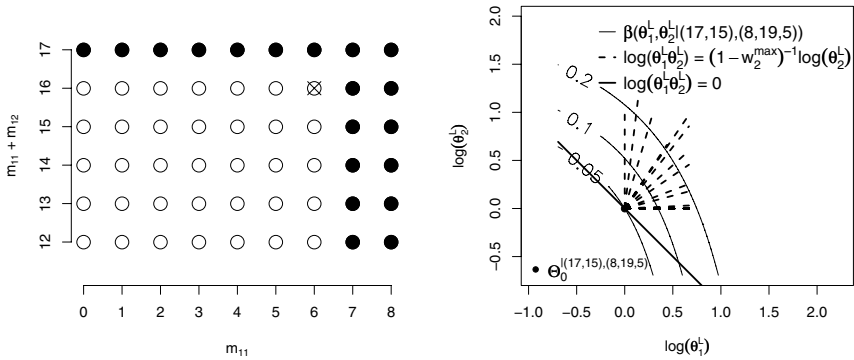 17
16
15
14
13
12
m₁₁ + m₁₂
0 1 2 3 4 5 6 7 8
m₁₁
2.0
1.5
1.0
0.5
0.0
−0.5
log(θ₂ᴸ)
β(θ₁ᴸ,θ₂ᴸ|(17,15),(8,19,5))
log(θ₁ᴸθ₂ᴸ) = (1−w₂ᵐᵃˣ)⁻¹log(θ₂ᴸ)
log(θ₁ᴸθ₂ᴸ) = 0
0.2
0.1
0.05
Θ₀|(17,15),(8,19,5)
−1.0 −0.5 0.0 0.5 1.0 1.5 2.0
log(θ₁ᴸ)